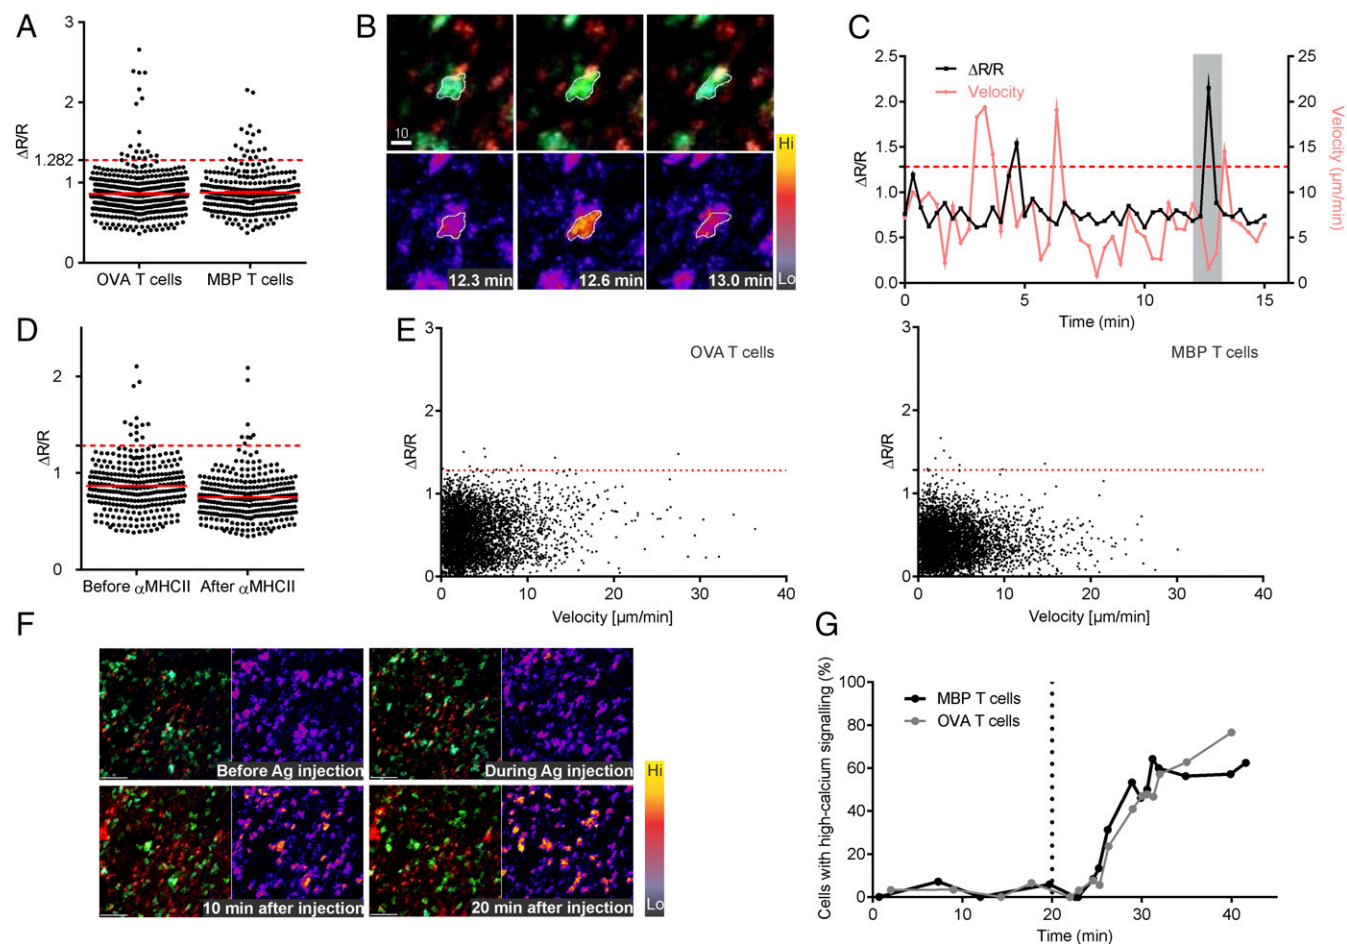 A
3
2
1.282
1
0
ΔR/R
OVA T cells
MBP T cells
B
10
12.3 min
12.6 min
13.0 min
Hi
Lo
C
2.5
2.0
1.5
1.0
0.5
0.0
ΔR/R
ΔR/R
Velocity
25
20
15
10
5
0
Velocity (µm/min)
0
5
10
15
Time (min)
D
2
1
0
ΔR/R
Before αMHCII
After αMHCII
E
3
2
1
0
ΔR/R
OVA T cells
0
10
20
30
40
Velocity [µm/min]
3
2
1
0
ΔR/R
MBP T cells
0
10
20
30
40
Velocity [µm/min]
F
Before Ag injection
During Ag injection
10 min after injection
20 min after injection
Hi
Lo
G
Cells with high-calcium signalling (%)
100
80
60
40
20
0
MBP T cells
OVA T cells
0
10
20
30
40
Time (min)